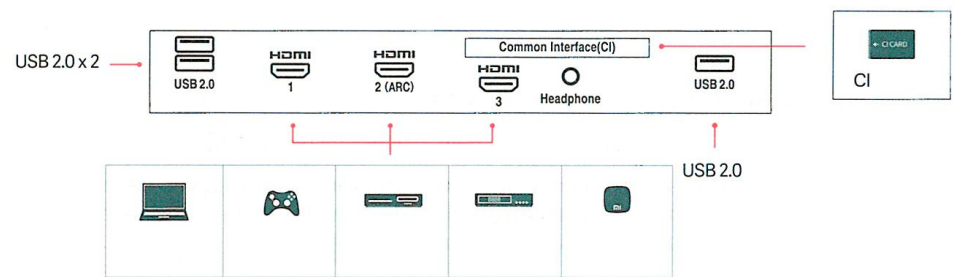 USB 2.0 x 2
USB 2.0
HDMI
1
HDMI
2 (ARC)
Common Interface(CI)
HDMI
3
Headphone
USB 2.0
← CI CARD
CI
USB 2.0
mi